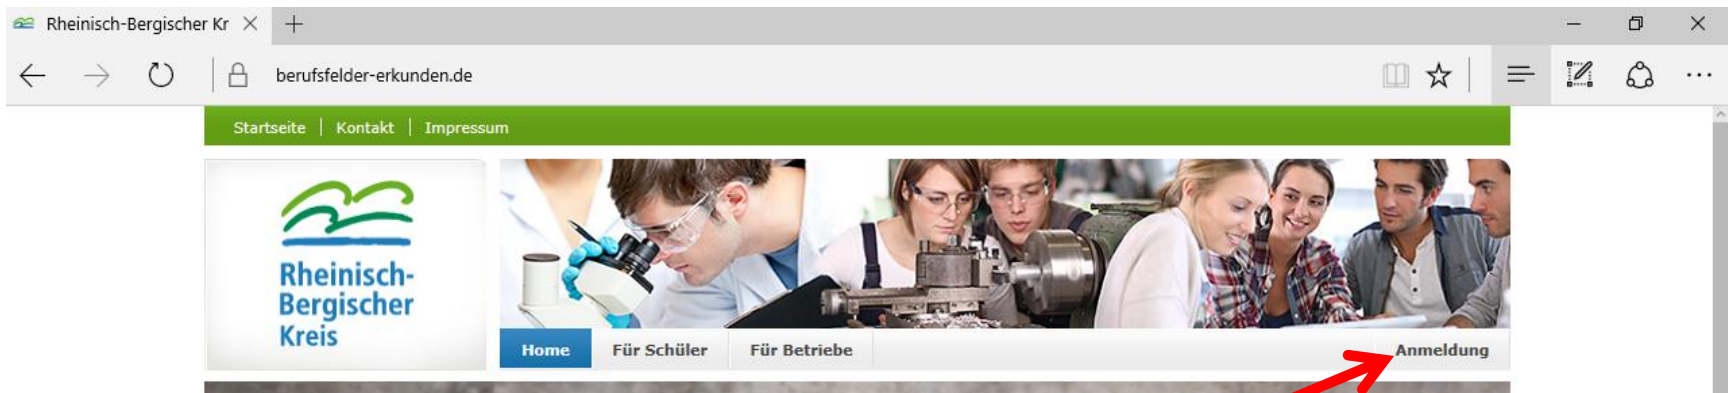 Rheinisch-Bergischer Kr
berufsfelder-erkunden.de
Startseite | Kontakt | Impressum
Rheinisch-
Bergischer
Kreis
Home Für Schüler Für Betriebe Anmeldung